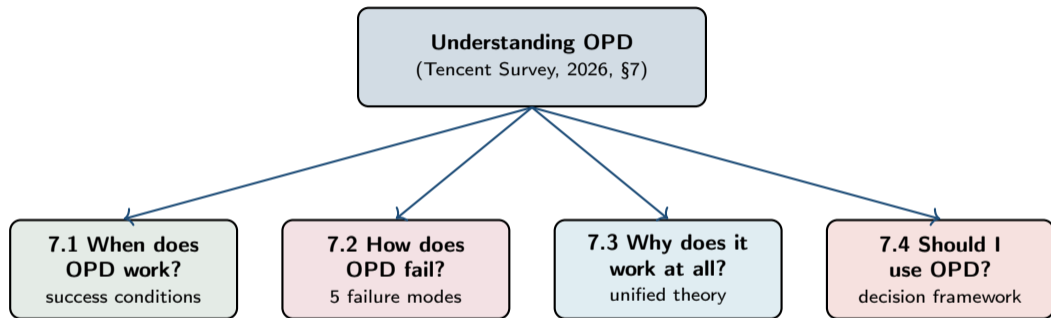 Understanding OPD
(Tencent Survey, 2026, §7)
7.1 When does
OPD work?
success conditions
7.2 How does
OPD fail?
5 failure modes
7.3 Why does it
work at all?
unified theory
7.4 Should I
use OPD?
decision framework